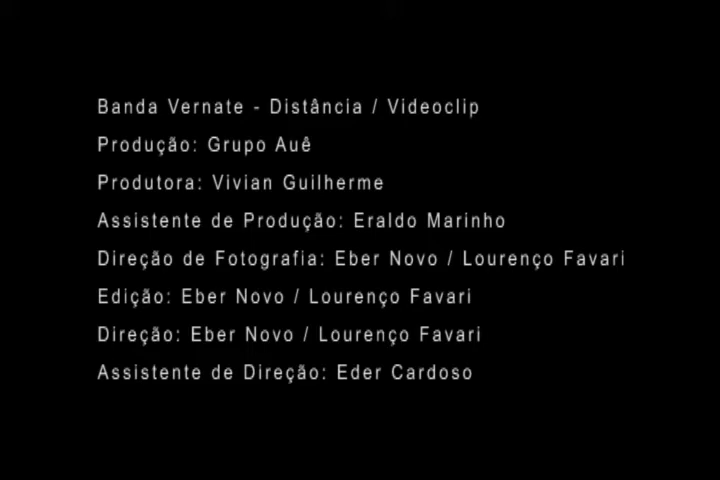 Banda Vernate - Distância / Videoclip
Produção: Grupo Auê
Produtora: Vivian Guilherme
Assistente de Produção: Eraldo Marinho
Direção de Fotografia: Eber Novo / Lourenço Favari
Edição: Eber Novo / Lourenço Favari
Direção: Eber Novo / Lourenço Favari
Assistente de Direção: Eder Cardoso